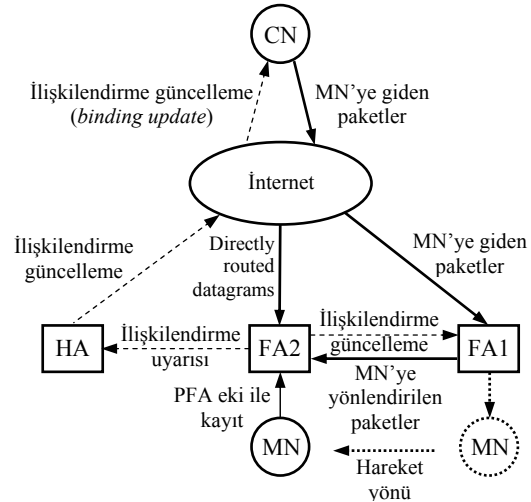 CN
İlişkilendirme güncelleme
(binding update)
MN’ye giden
paketler
İnternet
İlişkilendirme
güncelleme
Directly
routed
datagrams
MN’ye giden
paketler
HA
İlişkilendirme
uyarısı
FA2
İlişkilendirme
güncelleme
FA1
MN’ye
yönlendirilen
paketler
PFA eki ile
kayıt
MN
Hareket
yönü
MN